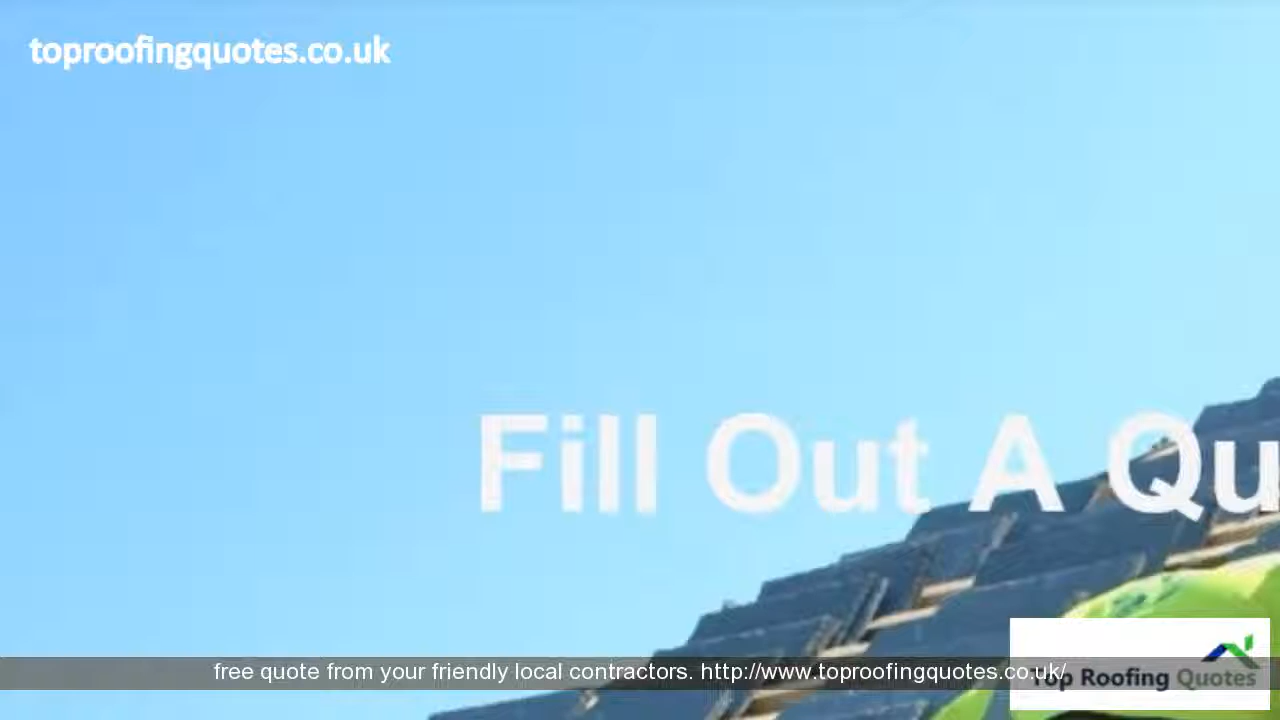 toproofingquotes.co.uk
Fill Out A Qu
free quote from your friendly local contractors. http://www.toproofingquotes.co.uk/
Top Roofing Quotes